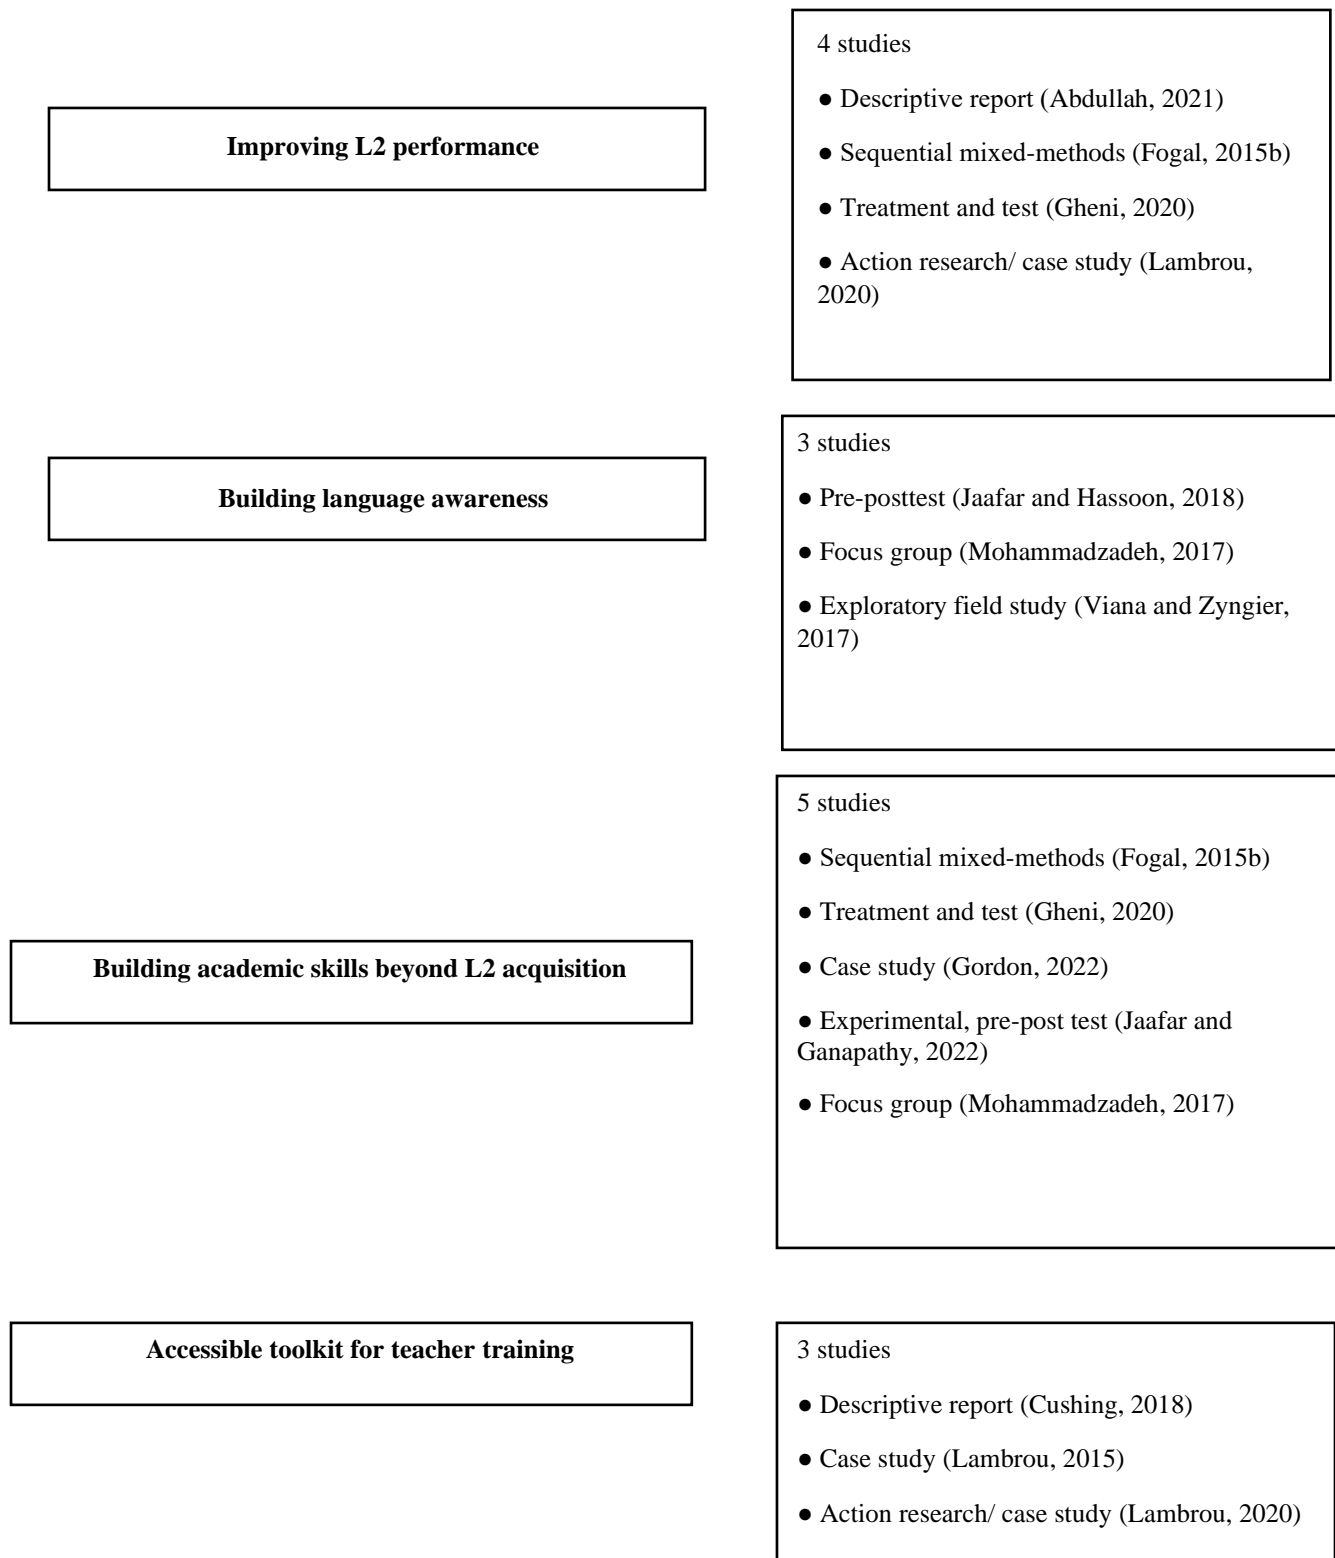 Improving L2 performance
4 studies
● Descriptive report (Abdullah, 2021)
● Sequential mixed-methods (Fogal, 2015b)
● Treatment and test (Gheni, 2020)
● Action research/ case study (Lambrou,
2020)
Building language awareness
3 studies
● Pre-posttest (Jaafar and Hassoon, 2018)
● Focus group (Mohammadzadeh, 2017)
● Exploratory field study (Viana and Zyngier,
2017)
Building academic skills beyond L2 acquisition
5 studies
● Sequential mixed-methods (Fogal, 2015b)
● Treatment and test (Gheni, 2020)
● Case study (Gordon, 2022)
● Experimental, pre-post test (Jaafar and
Ganapathy, 2022)
● Focus group (Mohammadzadeh, 2017)
Accessible toolkit for teacher training
3 studies
● Descriptive report (Cushing, 2018)
● Case study (Lambrou, 2015)
● Action research/ case study (Lambrou, 2020)